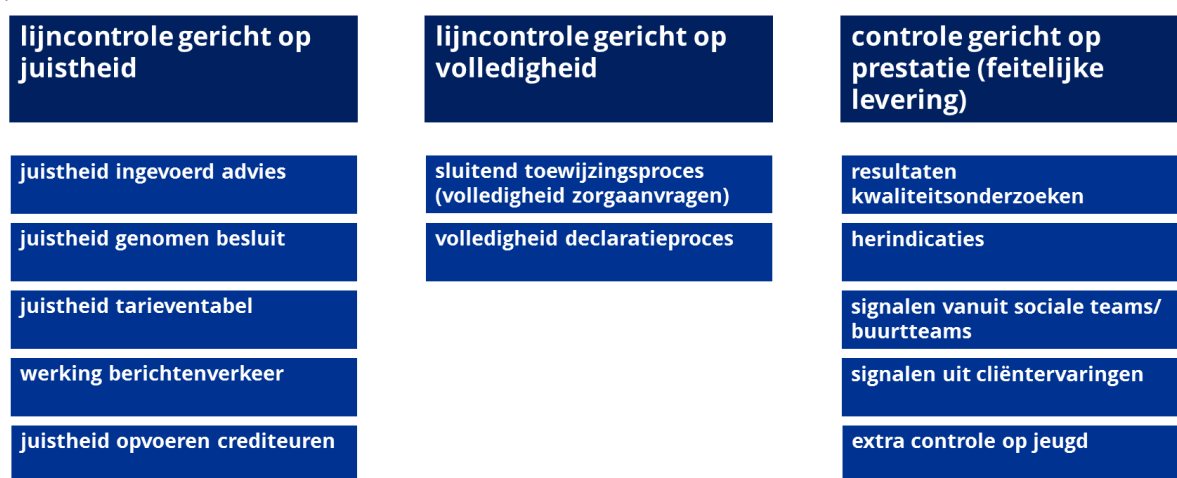 lijncontrole gericht op
juistheid
juistheid ingevoerd advies
juistheid genomen besluit
juistheid tarieventabel
werking berichtenverkeer
juistheid opvoeren crediteuren
lijncontrole gericht op
volledigheid
sluitend toewijzingsproces
(volledigheid zorgaanvragen)
volledigheid declaratieproces
controle gericht op
prestatie (feitelijke
levering)
resultaten
kwaliteitsonderzoeken
herindicaties
signalen vanuit sociale teams/
buurtteams
signalen uit cliëntervaringen
extra controle op jeugd